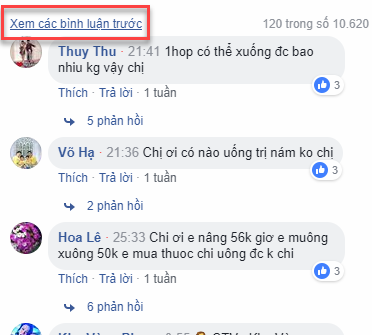 Xem các bình luận trước 120 trong số 10.620
Thuy Thu · 21:41 1hop có thể xuống đc bao
nhiu kg vậy chị
3
Thích · Trả lời · 1 tuần
5 phản hồi
Võ Hạ · 21:36 Chị ơi có nào uống trị nám ko chị
3
Thích · Trả lời · 1 tuần
2 phản hồi
Hoa Lê · 25:33 Chi ơi e nâng 56k giơ e muông
xuông 50k e mua thuoc chi uông đc k chi
3
Thích · Trả lời · 1 tuần
6 phản hồi